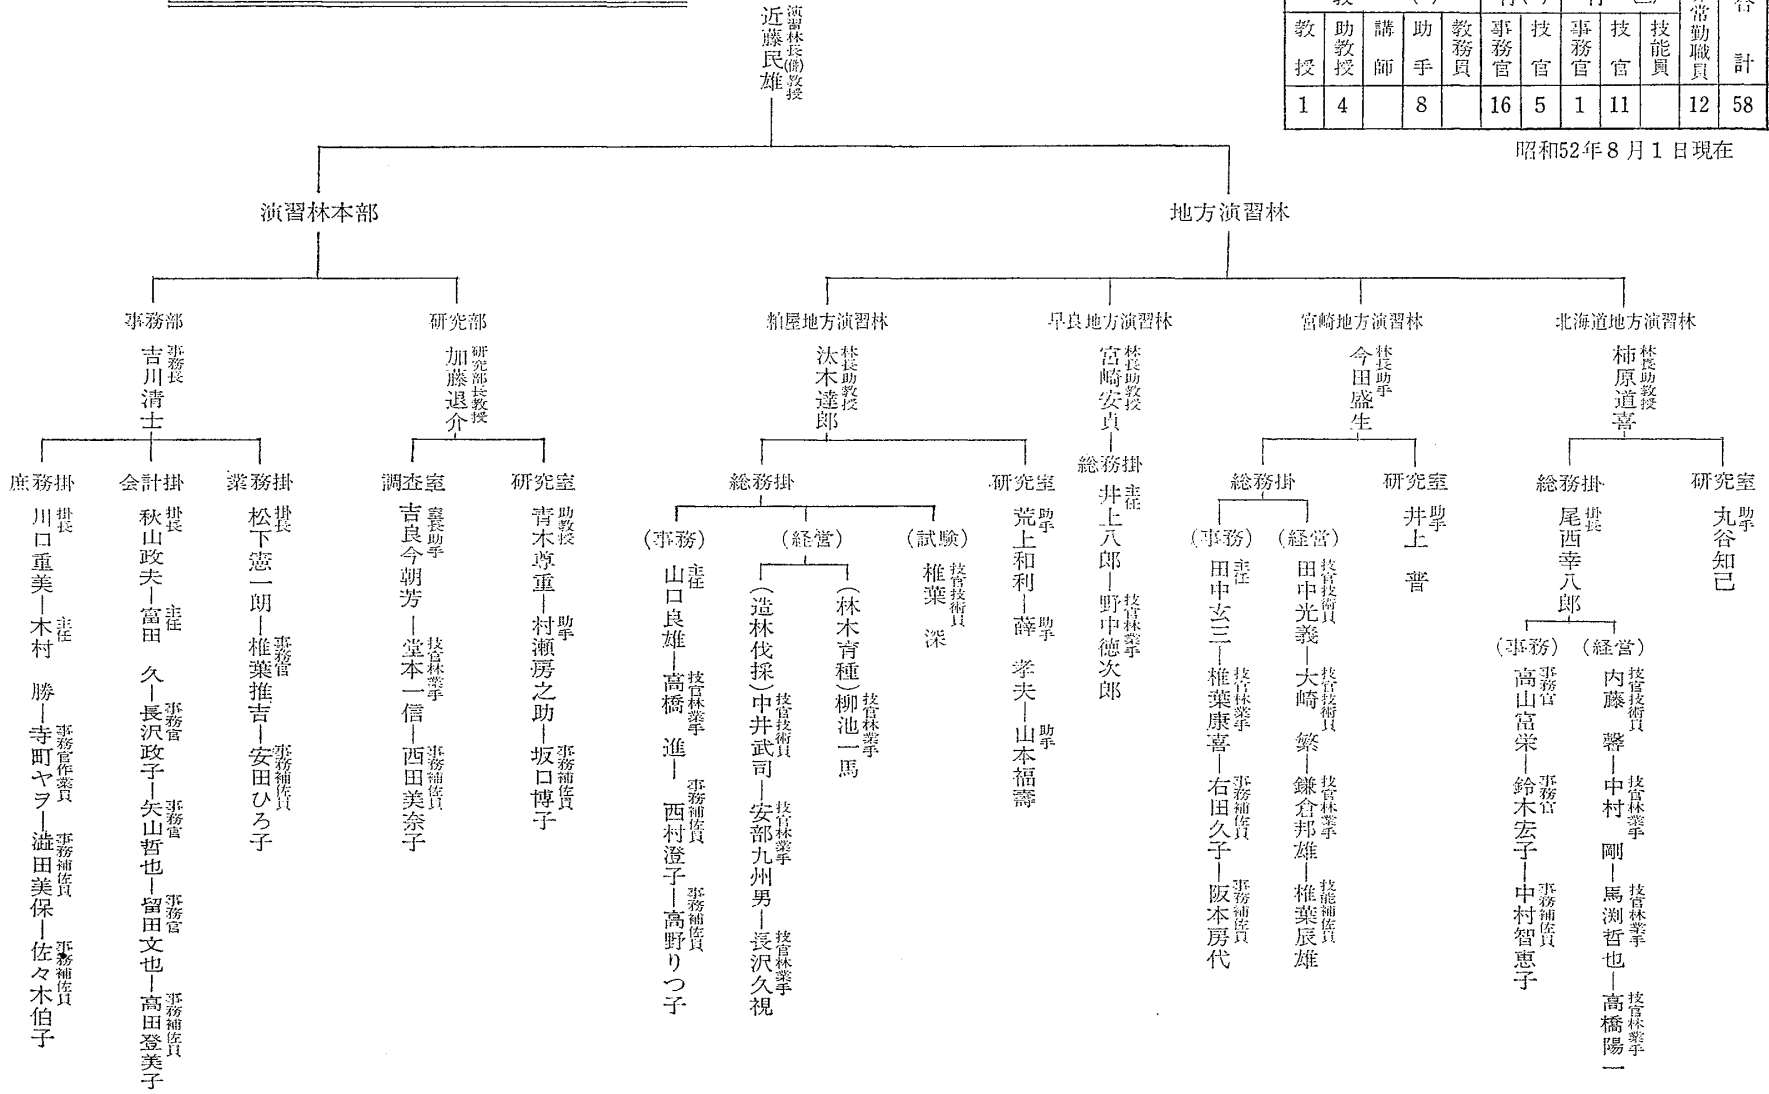 演習林長(併)教授
近藤民雄
教授 助教授 講師 助手 教務員 事務官 技官 事務官 技官 技能員 常勤職員 計
1 4 8 16 5 1 11 12 58
昭和52年8月1日現在
演習林本部
地方演習林
事務部
事務長
吉川清士
庶務掛
掛長
川口重美
主任
木村 勝
事務官作業員
寺町ヤヲ
事務補佐員
澁田美保
事務補佐員
佐々木伯子
会計掛
掛長
秋山政夫
主任
富田 久
事務官
長沢政子
事務官
矢山哲也
事務官
留田文也
事務補佐員
高田登美子
業務掛
掛長
松下憲一朗
事務官
椎葉推吉
事務補佐員
安田ひろ子
研究部
研究部長教授
加藤退介
調査室
室長助手
吉良今朝芳
技官林業手
堂本一信
事務補佐員
西田美奈子
研究室
助教授
青木尊重
助手
村瀬房之助
事務補佐員
坂口博子
粕屋地方演習林
林長助教授
汰木達郎
総務掛
(事務)
主任
山口良雄
技官林業手
高橋 進
事務補佐員
西村澄子
事務補佐員
高野りつ子
(経営)
(造林伐採)
技官技術員
中井武司
技官林業手
安部九州男
技官林業手
長沢久視
(林木育種)
技官林業手
柳池一馬
(試験)
技官技術員
椎葉 深
研究室
助手
荒上和利
助手
薛 孝夫
助手
山本福壽
早良地方演習林
林長助教授
宮崎安貞
総務掛
主任
井上八郎
技官林業手
野中徳次郎
宮崎地方演習林
林長助手
今田盛生
総務掛
(事務)
主任
田中玄三
技官林業手
椎葉康喜
事務補佐員
右田久子
事務補佐員
阪本房代
(経営)
技官技術員
田中光義
技官技術員
大崎 繁
技官林業手
鎌倉邦雄
技能補佐員
椎葉辰雄
研究室
助手
井上 晋
北海道地方演習林
林長助教授
柿原道喜
総務掛
掛長
尾西幸八郎
(事務)
事務官
高山富栄
事務官
鈴木宏子
事務補佐員
中村智恵子
(経営)
技官技術員
内藤 馨
技官林業手
中村 剛
技官林業手
馬渕哲也
技官林業手
高橋陽一
研究室
助手
丸谷知己